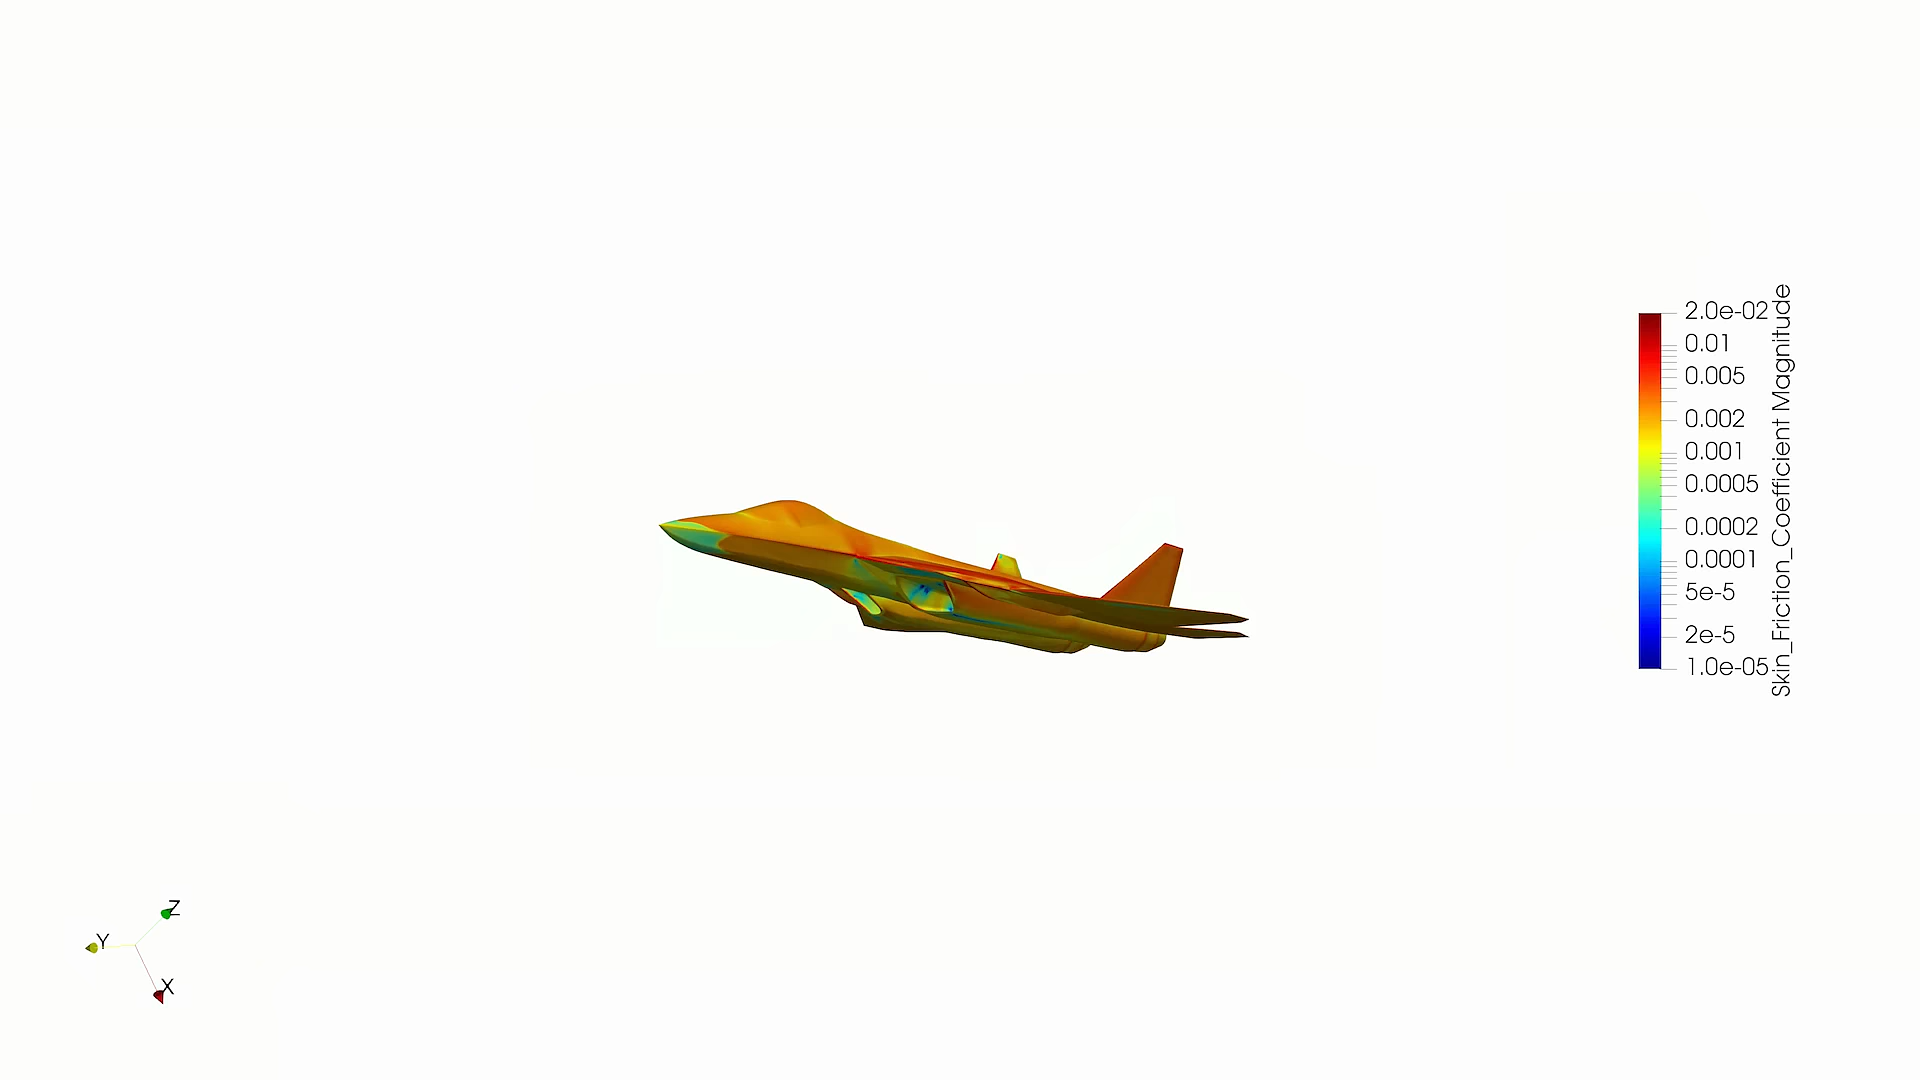 2.0e-02
0.01
0.005
0.002
0.001
0.0005
0.0002
0.0001
5e-5
2e-5
1.0e-05
Skin_Friction_Coefficient Magnitude
Z
Y
X